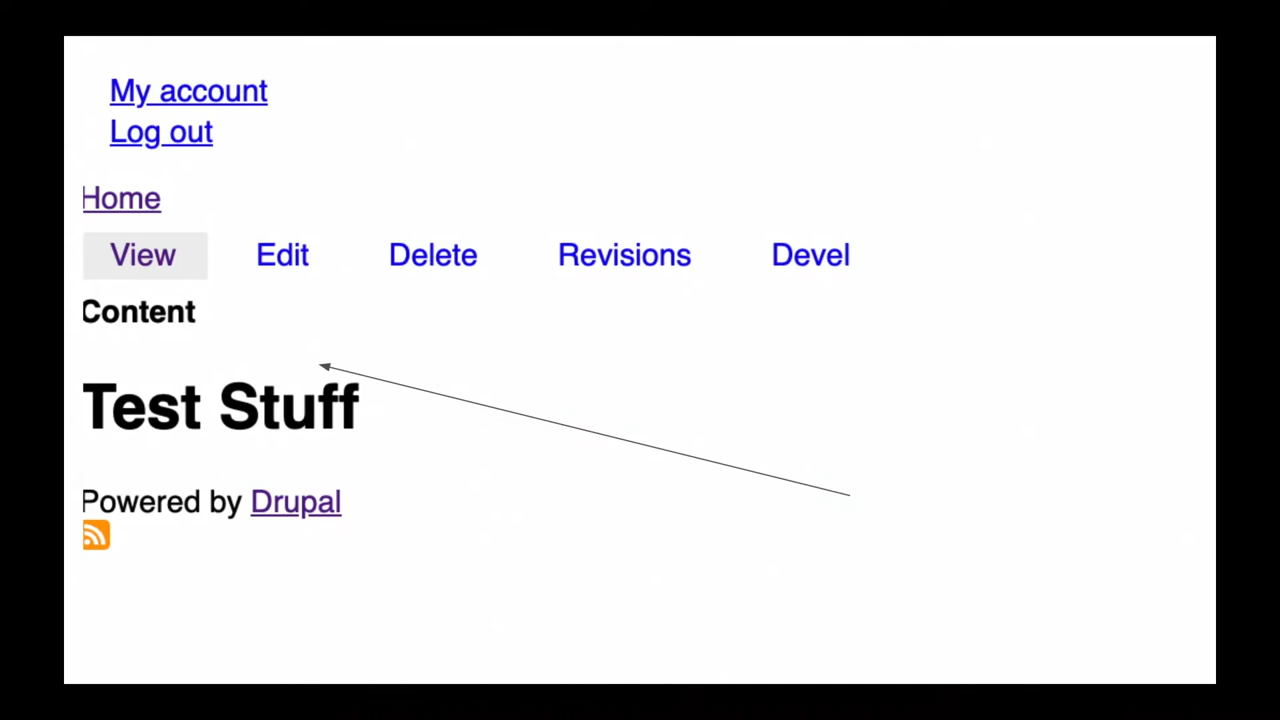 My account
Log out
Home
View Edit Delete Revisions Devel
Content
Test Stuff
Powered by Drupal